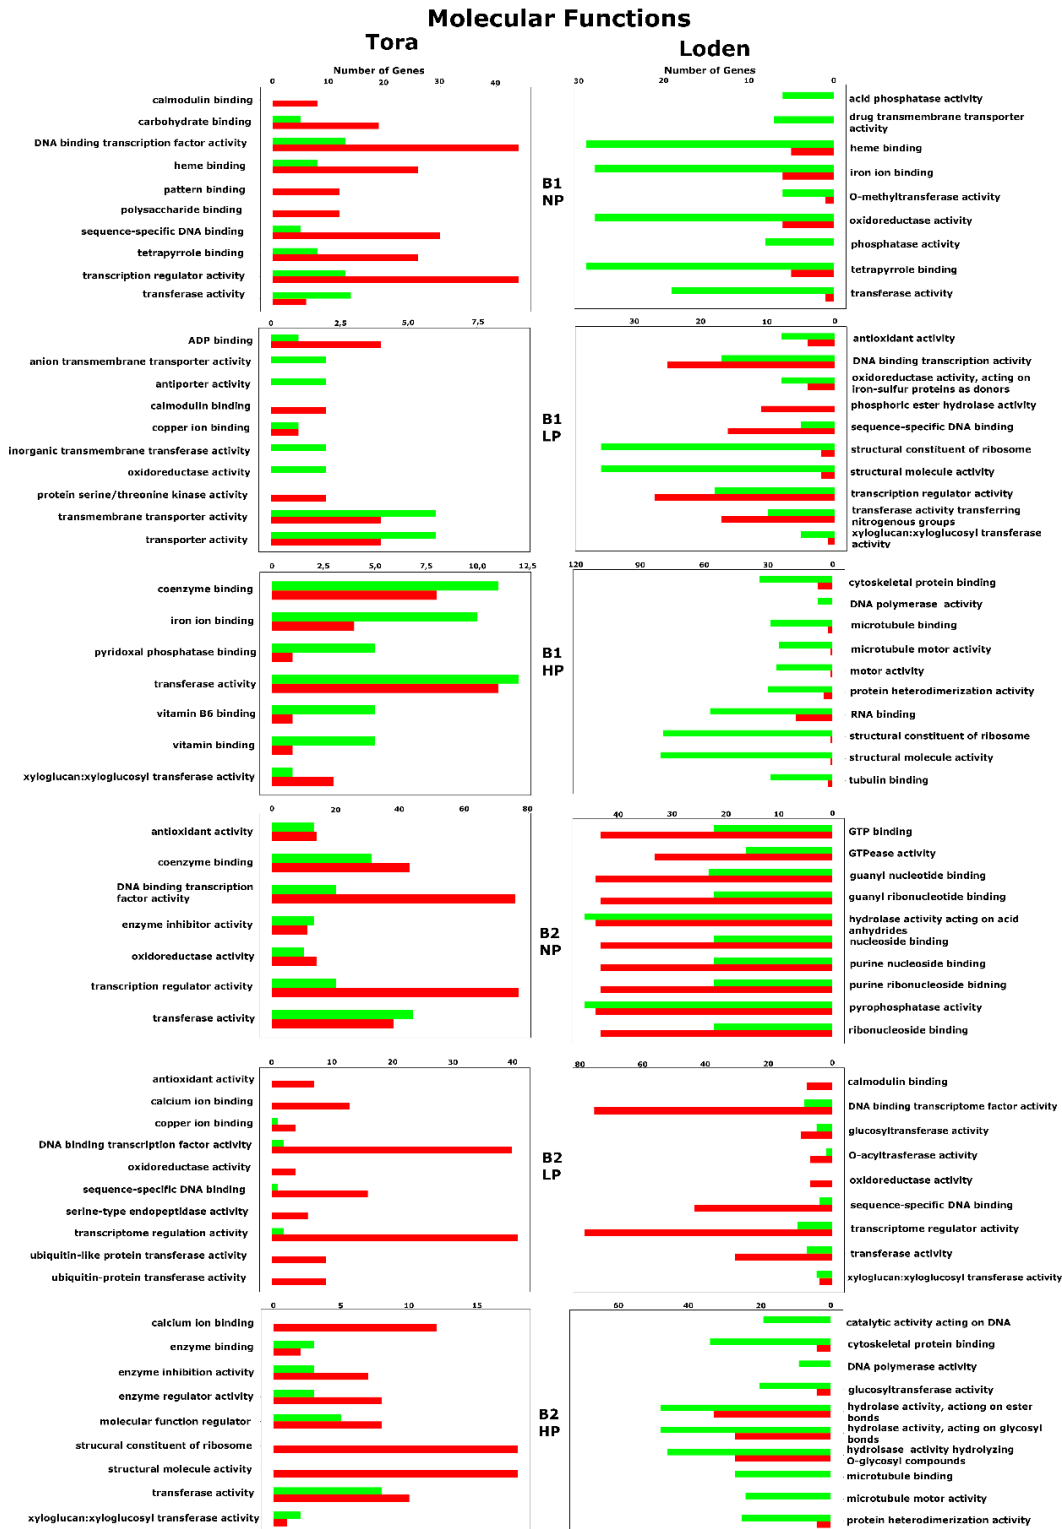 Molecular Functions
Tora
Loden
Number of Genes
0 10 20 30 40
calmodulin binding
carbohydrate binding
DNA binding transcription factor activity
heme binding
pattern binding
polysaccharide binding
sequence-specific DNA binding
tetrapyrrole binding
transcription regulator activity
transferase activity
B1
NP
Number of Genes
30 20 10 0
acid phosphatase activity
drug transmembrane transporter
activity
heme binding
iron ion binding
O-methyltransferase activity
oxidoreductase activity
phosphatase activity
tetrapyrrole binding
transferase activity
0 2,5 5,0 7,5
ADP binding
anion transmembrane transporter activity
antiporter activity
calmodulin binding
copper ion binding
inorganic transmembrane transferase activity
oxidoreductase activity
protein serine/threonine kinase activity
transmembrane transporter activity
transporter activity
B1
LP
30 20 10 0
antioxidant activity
DNA binding transcription activity
oxidoreductase activity, acting on
iron-sulfur proteins as donors
phosphoric ester hydrolase activity
sequence-specific DNA binding
structural constituent of ribosome
structural molecule activity
transcription regulator activity
transferase activity transferring
nitrogenous groups
xyloglucan:xyloglucosyl transferase
activity
0 2,5 5,0 7,5 10,0 12,5
coenzyme binding
iron ion binding
pyridoxal phosphatase binding
transferase activity
vitamin B6 binding
vitamin binding
xyloglucan:xyloglucosyl transferase activity
B1
HP
120 90 60 30 0
cytoskeletal protein binding
DNA polymerase activity
microtubule binding
microtubule motor activity
motor activity
protein heterodimerization activity
RNA binding
structural constituent of ribosome
structural molecule activity
tubulin binding
0 20 40 60 80
antioxidant activity
coenzyme binding
DNA binding transcription
factor activity
enzyme inhibitor activity
oxidoreductase activity
transcription regulator activity
transferase activity
B2
NP
40 30 20 10 0
GTP binding
GTPease activity
guanyl nucleotide binding
guanyl ribonucleotide binding
hydrolase activity acting on acid
anhydrides
nucleoside binding
purine nucleoside binding
purine ribonucleoside bidning
pyrophosphatase activity
ribonucleoside binding
0 10 20 30 40
antioxidant activity
calcium ion binding
copper ion binding
DNA binding transcription factor activity
oxidoreductase activity
sequence-specific DNA binding
serine-type endopeptidase activity
transcriptome regulation activity
ubiquitin-like protein transferase activity
ubiquitin-protein transferase activity
B2
LP
80 60 40 20 0
calmodulin binding
DNA binding transcriptome factor activity
glucosyltransferase activity
O-acyltrasferase activity
oxidoreductase activity
sequence-specific DNA binding
transcriptome regulator activity
transferase activity
xyloglucan:xyloglucosyl transferase activity
0 5 10 15
calcium ion binding
enzyme binding
enzyme inhibition activity
enzyme regulator activity
molecular function regulator
strucural constituent of ribosome
structural molecule activity
transferase activity
xyloglucan:xyloglucosyl transferase activity
B2
HP
60 40 20 0
catalytic activity acting on DNA
cytoskeletal protein binding
DNA polymerase activity
glucosyltransferase activity
hydrolase activity, actiong on ester
bonds
hydrolase activity, acting on glycosyl
bonds
hydrolsase activity hydrolyzing
O-glycosyl compounds
microtubule binding
microtubule motor activity
protein heterodimerization activity